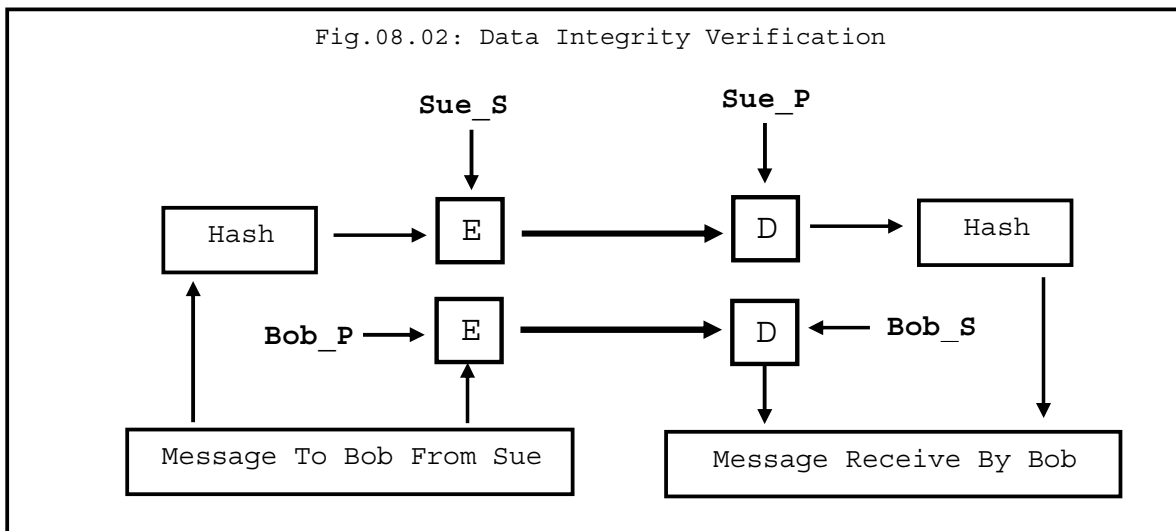 Fig.08.02: Data Integrity Verification
Sue_S
Sue_P
Hash
E
D
Hash
Bob_P
E
D
Bob_S
Message To Bob From Sue
Message Receive By Bob